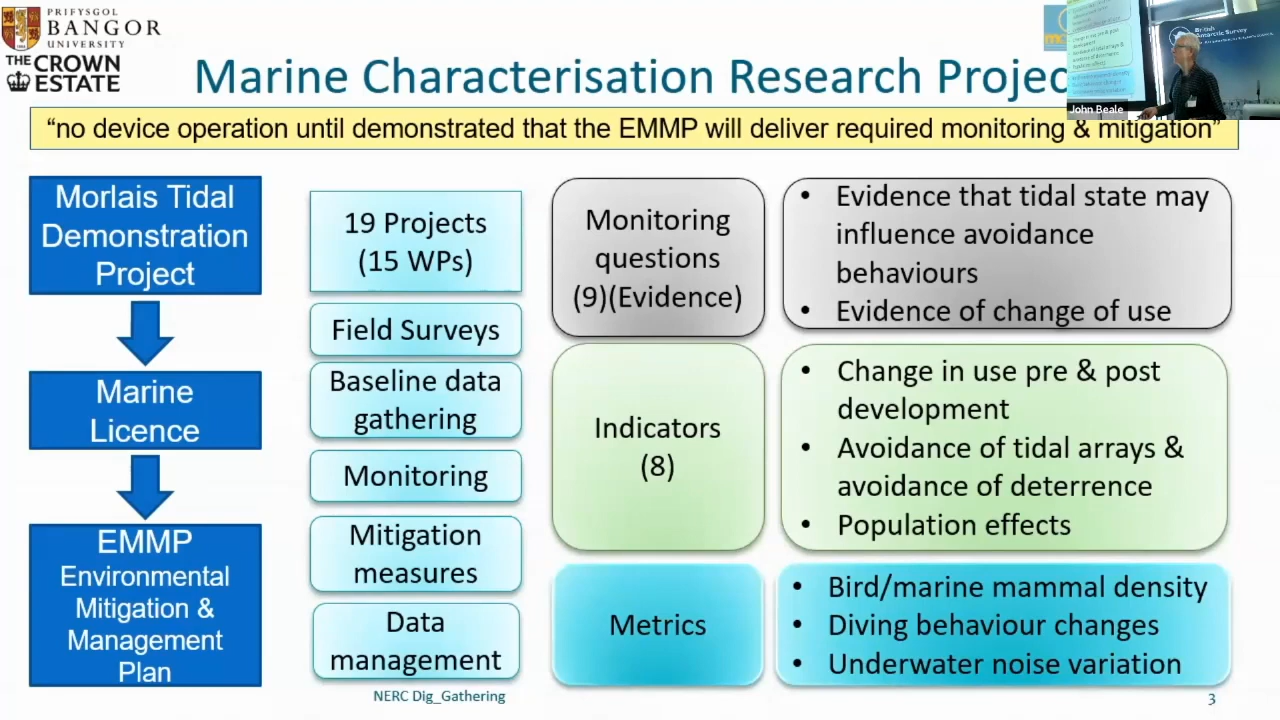 PRIFYSGOL
BANGOR
UNIVERSITY
THE CROWN
ESTATE
Marine Characterisation Research Projec
"no device operation until demonstrated that the EMMP will deliver required monitoring & mitigation"
Morlais Tidal
Demonstration
Project
Marine
Licence
EMMP
Environmental
Mitigation &
Management
Plan
19 Projects
(15 WPs)
Field Surveys
Baseline data
gathering
Monitoring
Mitigation
measures
Data
management
Monitoring
questions
(9)(Evidence)
• Evidence that tidal state may
influence avoidance
behaviours
• Evidence of change of use
Indicators
(8)
• Change in use pre & post
development
• Avoidance of tidal arrays &
avoidance of deterrence
• Population effects
Metrics
• Bird/marine mammal density
• Diving behaviour changes
• Underwater noise variation
NERC Dig_Gathering
3
British
Antarctic Survey
John Beale